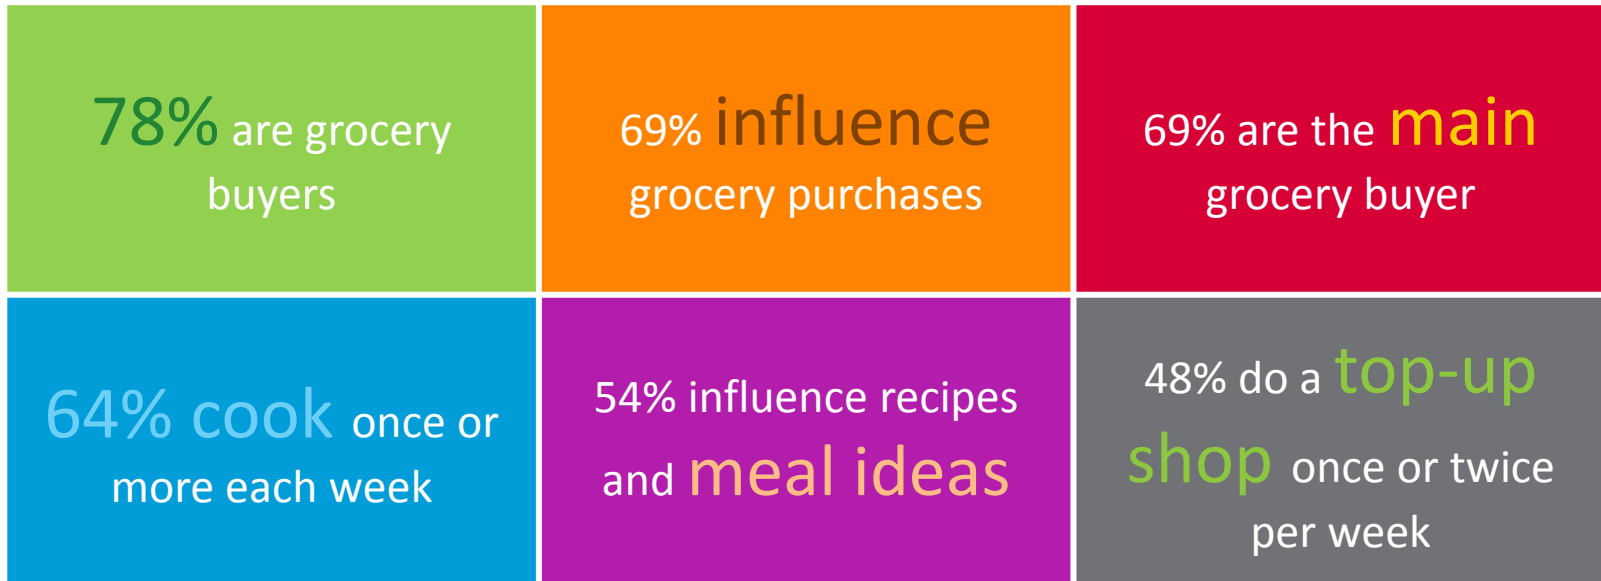 78% are grocery
buyers
69% influence
grocery purchases
69% are the main
grocery buyer
64% cook once or
more each week
54% influence recipes
and meal ideas
48% do a top-up
shop once or twice
per week